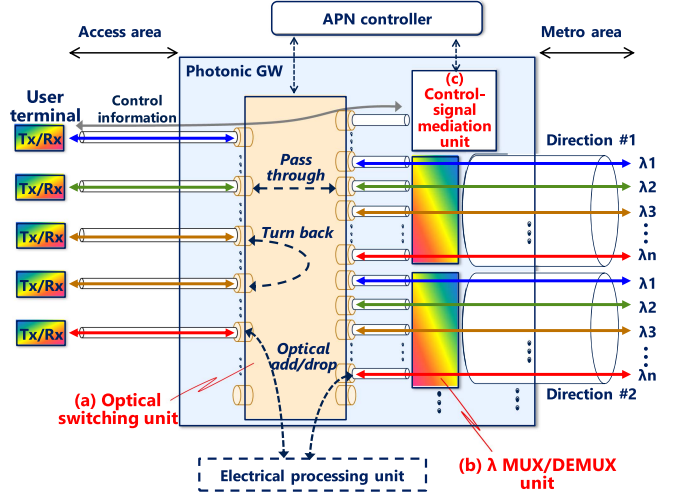 APN controller
Access area
Metro area
Photonic GW
(c)
Control-
signal
mediation
unit
User
terminal
Control
information
Direction #1
Tx/Rx
Tx/Rx
Tx/Rx
Tx/Rx
Tx/Rx
Pass
through
Turn back
Optical
add/drop
λ1
λ2
λ3
λn
λ1
λ2
λ3
λn
Direction #2
(a) Optical
switching unit
(b) λ MUX/DEMUX
unit
Electrical processing unit